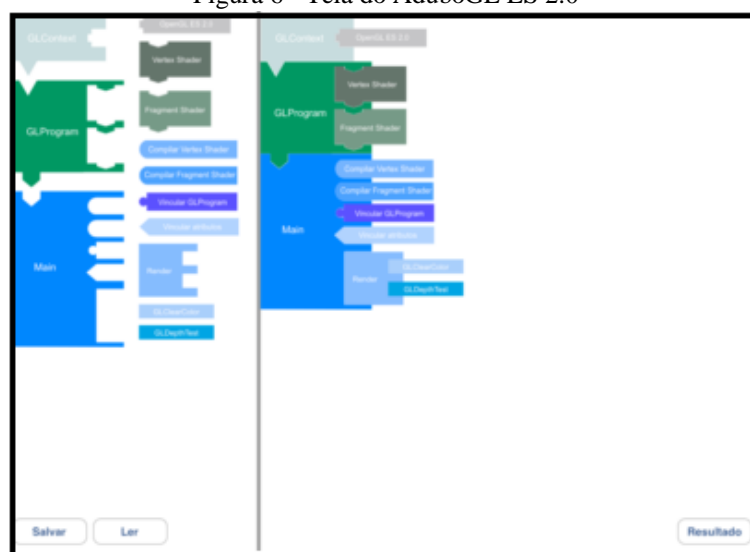 Figura 6 - Tela do AduboGL ES 2.0
GLContext
OpenGL ES 2.0
Vertex Shader
GLProgram
Fragment Shader
Compilar Vertex Shader
Compilar Fragment Shader
Vincular GLProgram
Vincular atributos
Main
Render
GLClearColor
GLDepthTest
Salvar
Ler
GLContext
OpenGL ES 2.0
Vertex Shader
GLProgram
Fragment Shader
Compilar Vertex Shader
Compilar Fragment Shader
Vincular GLProgram
Vincular atributos
Main
Render
GLClearColor
GLDepthTest
Resultado